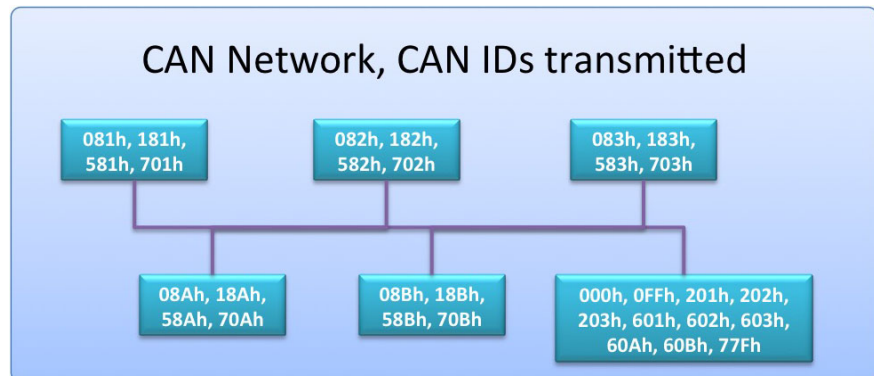 CAN Network, CAN IDs transmitted
081h, 181h,
581h, 701h
082h, 182h,
582h, 702h
083h, 183h,
583h, 703h
08Ah, 18Ah,
58Ah, 70Ah
08Bh, 18Bh,
58Bh, 70Bh
000h, 0FFh, 201h, 202h,
203h, 601h, 602h, 603h,
60Ah, 60Bh, 77Fh